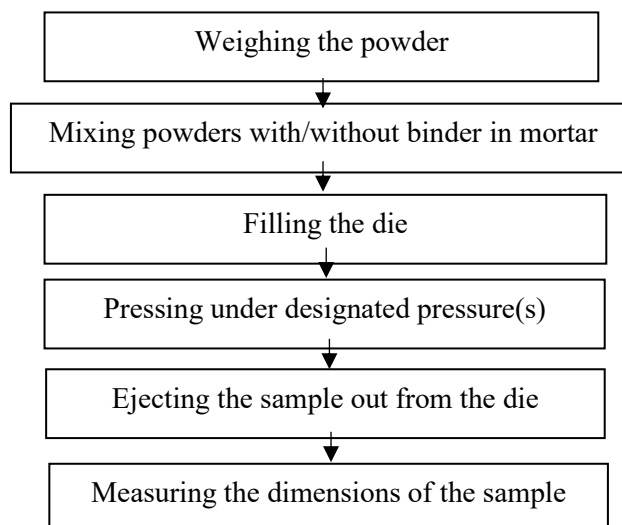 Weighing the powder
Mixing powders with/without binder in mortar
Filling the die
Pressing under designated pressure(s)
Ejecting the sample out from the die
Measuring the dimensions of the sample